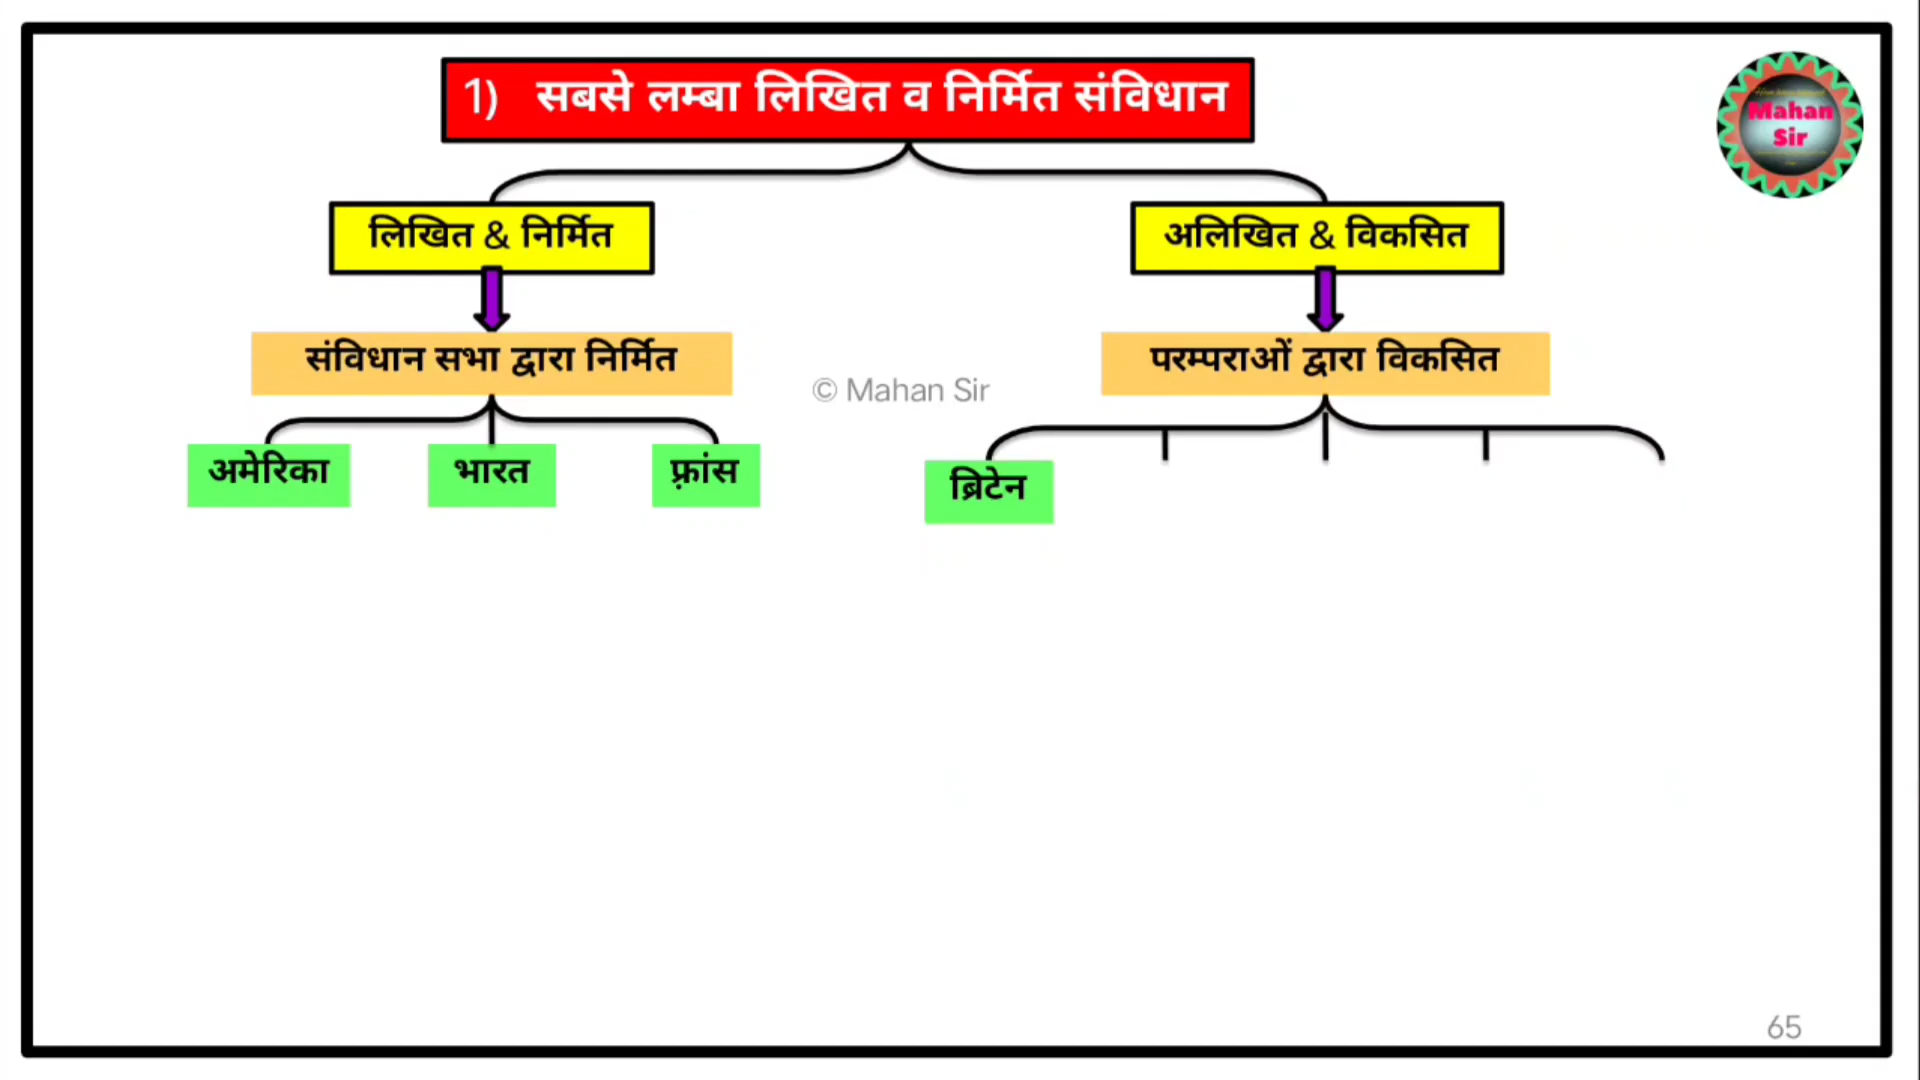 1) सबसे लम्बा लिखित व निर्मित संविधान
Mahan
Sir
लिखित & निर्मित
अलिखित & विकसित
संविधान सभा द्वारा निर्मित
परम्पराओं द्वारा विकसित
© Mahan Sir
अमेरिका
भारत
फ़्रांस
ब्रिटेन
65